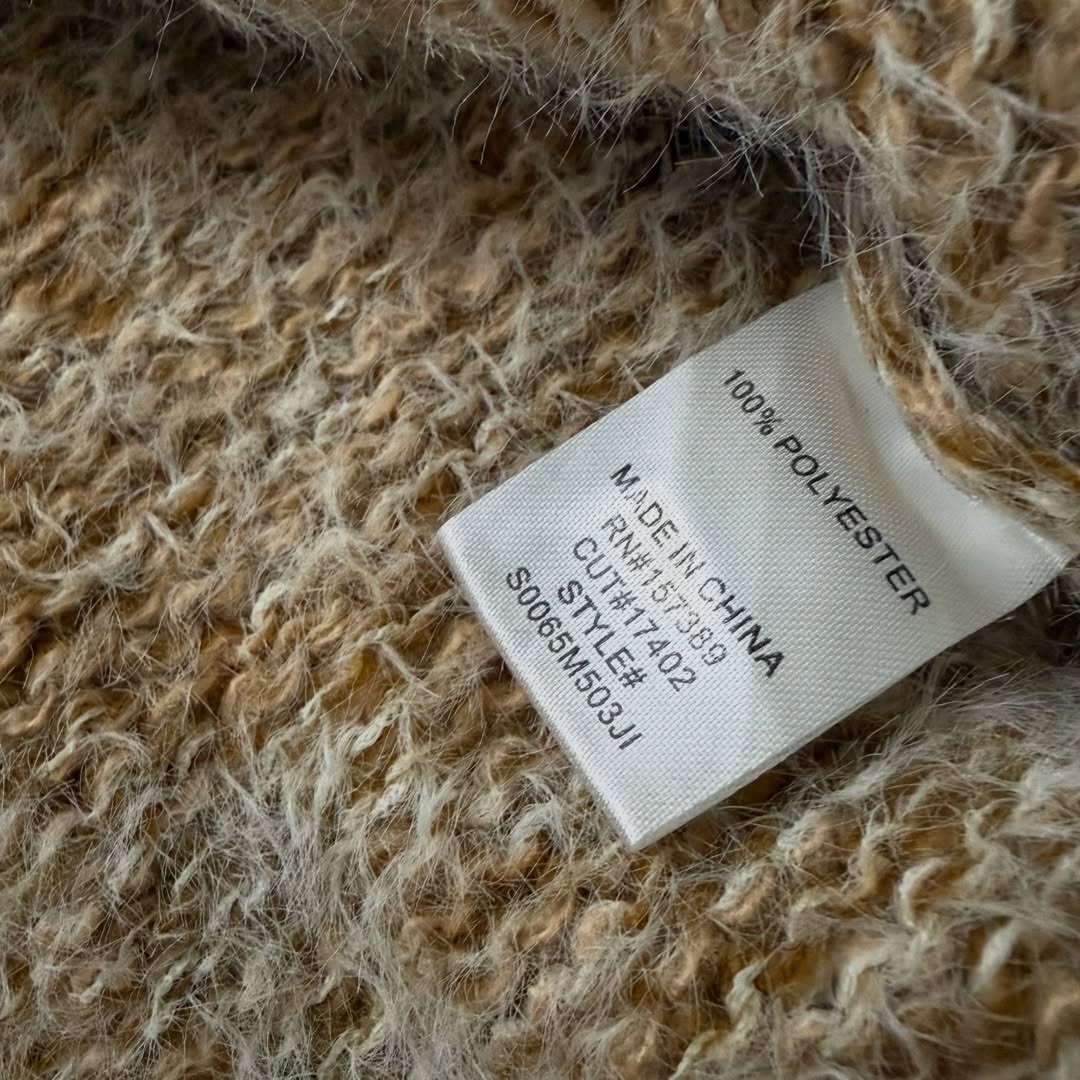 100% POLYESTER
MADE IN CHINA
RN#157389
CUT#17402
STYLE#
S0065M503JI